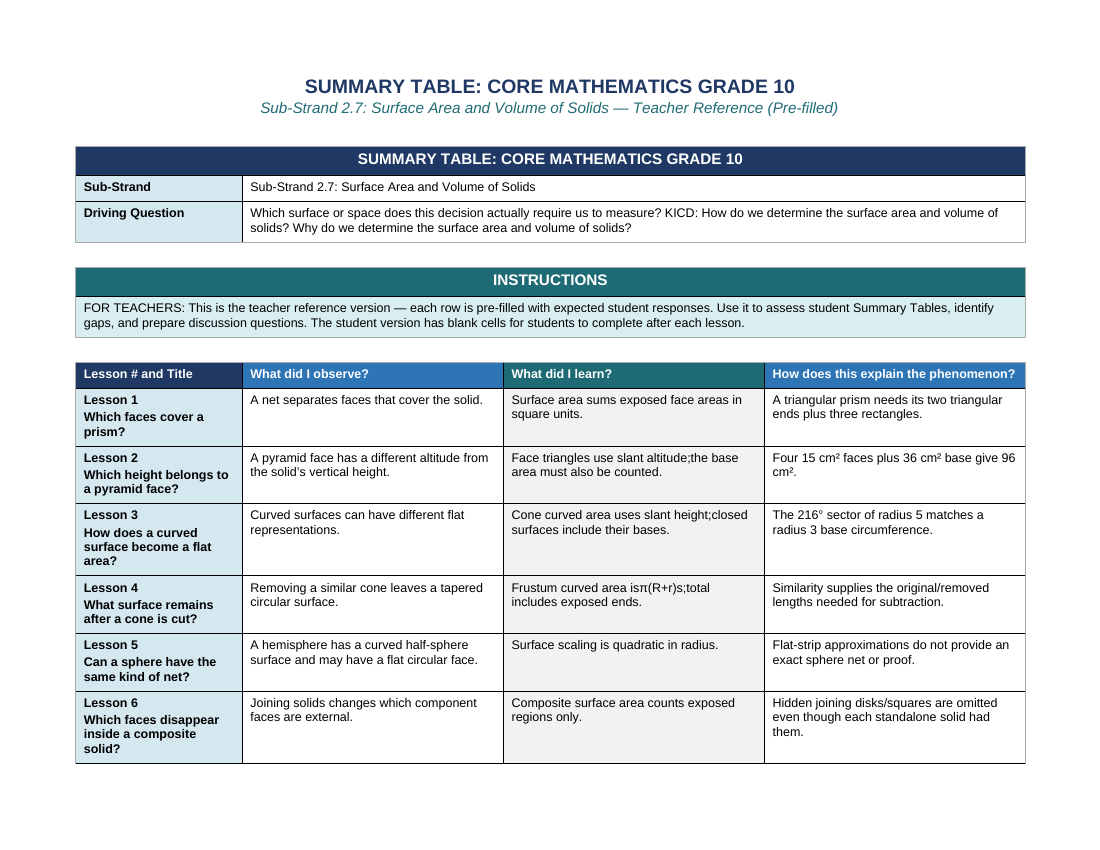 SUMMARY TABLE: CORE MATHEMATICS GRADE 10
Sub-Strand 2.7: Surface Area and Volume of Solids — Teacher Reference (Pre-filled)
SUMMARY TABLE: CORE MATHEMATICS GRADE 10
Sub-Strand
Sub-Strand 2.7: Surface Area and Volume of Solids
Driving Question
Which surface or space does this decision actually require us to measure? KICD: How do we determine the surface area and volume of
solids? Why do we determine the surface area and volume of solids?
INSTRUCTIONS
FOR TEACHERS: This is the teacher reference version — each row is pre-filled with expected student responses. Use it to assess student Summary Tables, identify
gaps, and prepare discussion questions. The student version has blank cells for students to complete after each lesson.
Lesson # and Title
What did I observe?
What did I learn?
How does this explain the phenomenon?
Lesson 1
Which faces cover a
prism?
A net separates faces that cover the solid.
Surface area sums exposed face areas in
square units.
A triangular prism needs its two triangular
ends plus three rectangles.
Lesson 2
Which height belongs to
a pyramid face?
A pyramid face has a different altitude from
the solid's vertical height.
Face triangles use slant altitude;the base
area must also be counted.
Four 15 cm² faces plus 36 cm² base give 96
cm².
Lesson 3
How does a curved
surface become a flat
area?
Curved surfaces can have different flat
representations.
Cone curved area uses slant height;closed
surfaces include their bases.
The 216° sector of radius 5 matches a
radius 3 base circumference.
Lesson 4
What surface remains
after a cone is cut?
Removing a similar cone leaves a tapered
circular surface.
Frustum curved area isπ(R+r)s;total
includes exposed ends.
Similarity supplies the original/removed
lengths needed for subtraction.
Lesson 5
Can a sphere have the
same kind of net?
A hemisphere has a curved half-sphere
surface and may have a flat circular face.
Surface scaling is quadratic in radius.
Flat-strip approximations do not provide an
exact sphere net or proof.
Lesson 6
Which faces disappear
inside a composite
solid?
Joining solids changes which component
faces are external.
Composite surface area counts exposed
regions only.
Hidden joining disks/squares are omitted
even though each standalone solid had
them.